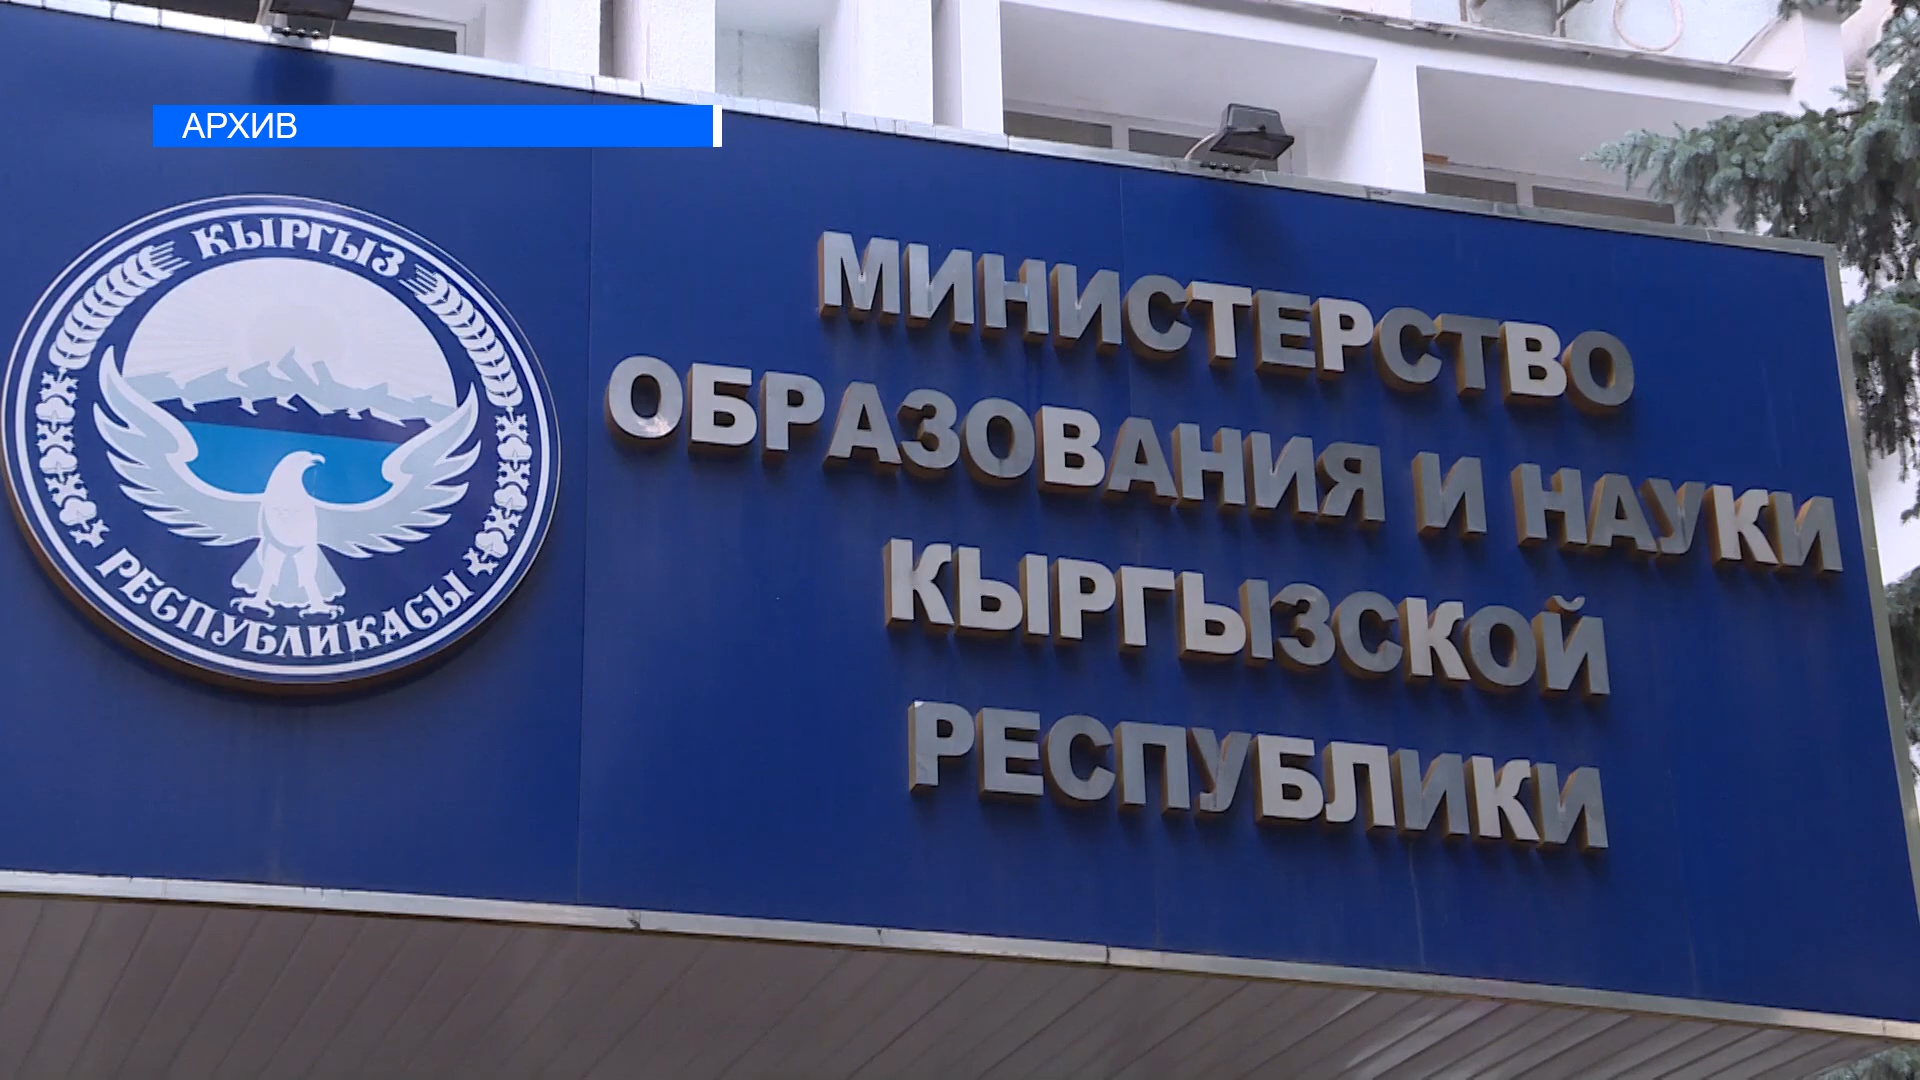 АРХИВ
КЫРГЫЗ
РЕСПУБЛИКАСЫ
МИНИСТЕРСТВО
ОБРАЗОВАНИЯ И НАУКИ
КЫРГЫЗСКОЙ
РЕСПУБЛИКИ